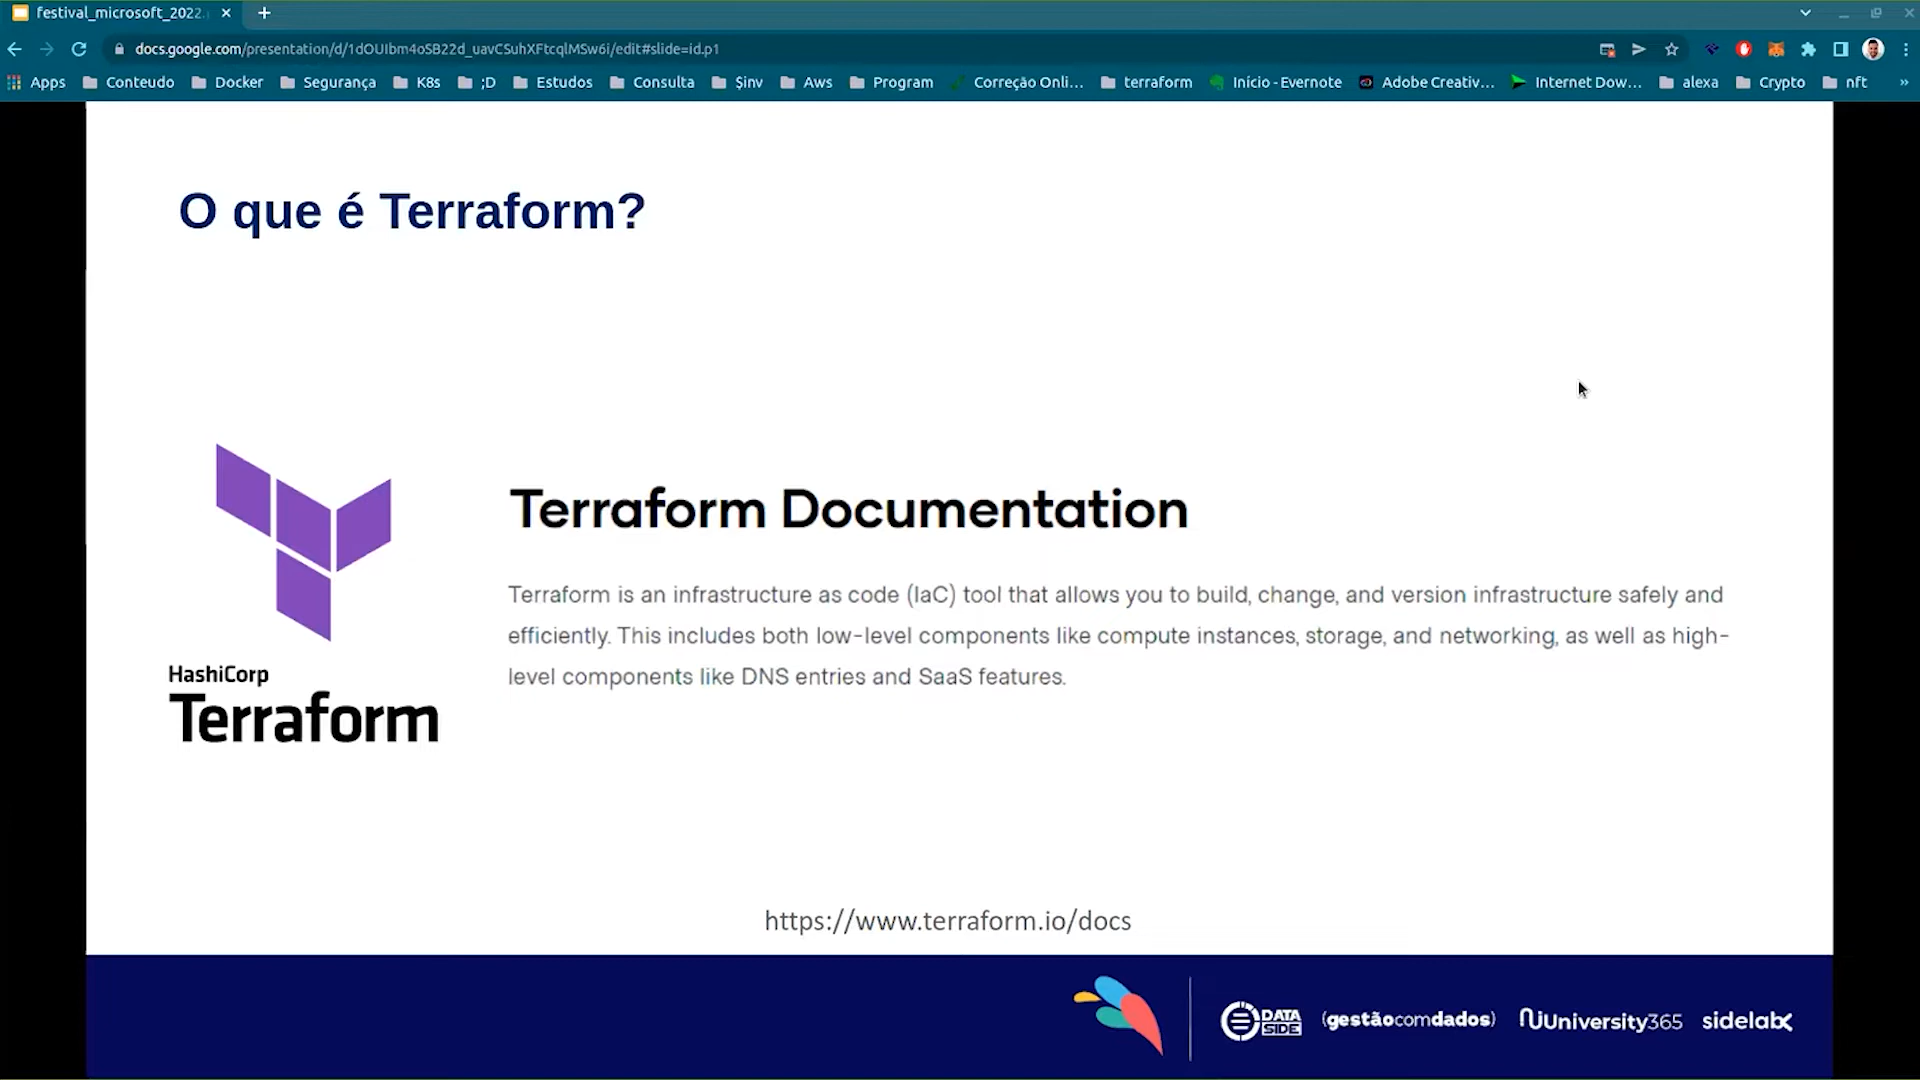 festival_microsoft_2022.
docs.google.com/presentation/d/1dOUIbm4oSB22d_uavCSuhXFtcqlMSw6i/edit#slide=id.p1
Apps Conteudo Docker Segurança K8s ;D Estudos Consulta $inv Aws Program Correção Onli... terraform Início - Evernote Adobe Creativ... Internet Dow... alexa Crypto nft »
O que é Terraform?
Terraform Documentation
Terraform is an infrastructure as code (IaC) tool that allows you to build, change, and version infrastructure safely and
efficiently. This includes both low-level components like compute instances, storage, and networking, as well as high-
level components like DNS entries and SaaS features.
HashiCorp
Terraform
https://www.terraform.io/docs
DATA
SIDE
(gestãocomdados)
University365
sidelabx